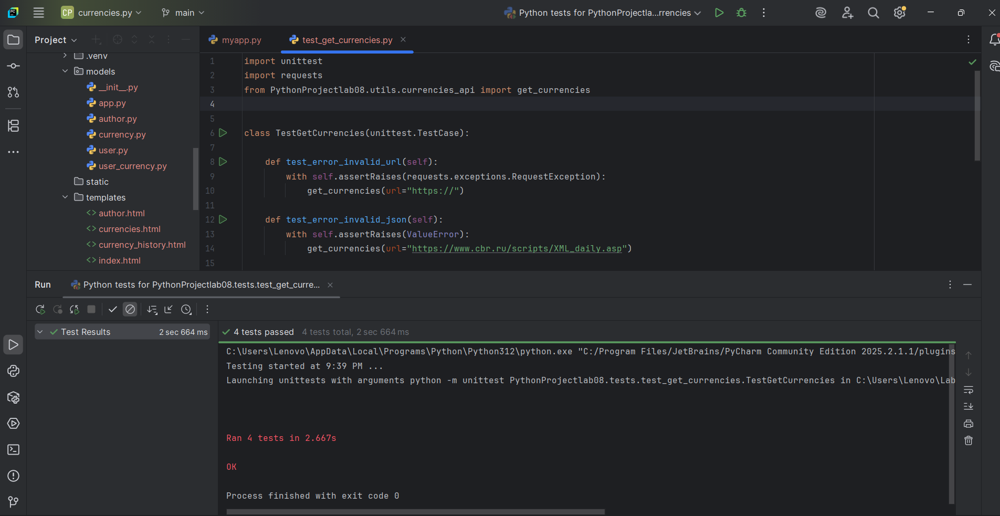 CP currencies.py main Python tests for PythonProjectla...rrencies
Project
.venv
models
__init__.py
app.py
author.py
currency.py
user.py
user_currency.py
static
templates
author.html
currencies.html
currency_history.html
index.html
myapp.py test_get_currencies.py
1 import unittest
2 import requests
3 from PythonProjectlab08.utils.currencies_api import get_currencies
4
5
6 class TestGetCurrencies(unittest.TestCase):
7
8 def test_error_invalid_url(self):
9 with self.assertRaises(requests.exceptions.RequestException):
10 get_currencies(url="https://")
11
12 def test_error_invalid_json(self):
13 with self.assertRaises(ValueError):
14 get_currencies(url="https://www.cbr.ru/scripts/XML_daily.asp")
15
Run Python tests for PythonProjectlab08.tests.test_get_curre...
Test Results 2 sec 664 ms
4 tests passed 4 tests total, 2 sec 664 ms
C:\Users\Lenovo\AppData\Local\Programs\Python\Python312\python.exe "C:/Program Files/JetBrains/PyCharm Community Edition 2025.2.1.1/plugins
Testing started at 9:39 PM ...
Launching unittests with arguments python -m unittest PythonProjectlab08.tests.test_get_currencies.TestGetCurrencies in C:\Users\Lenovo\Lab
Ran 4 tests in 2.667s
OK
Process finished with exit code 0